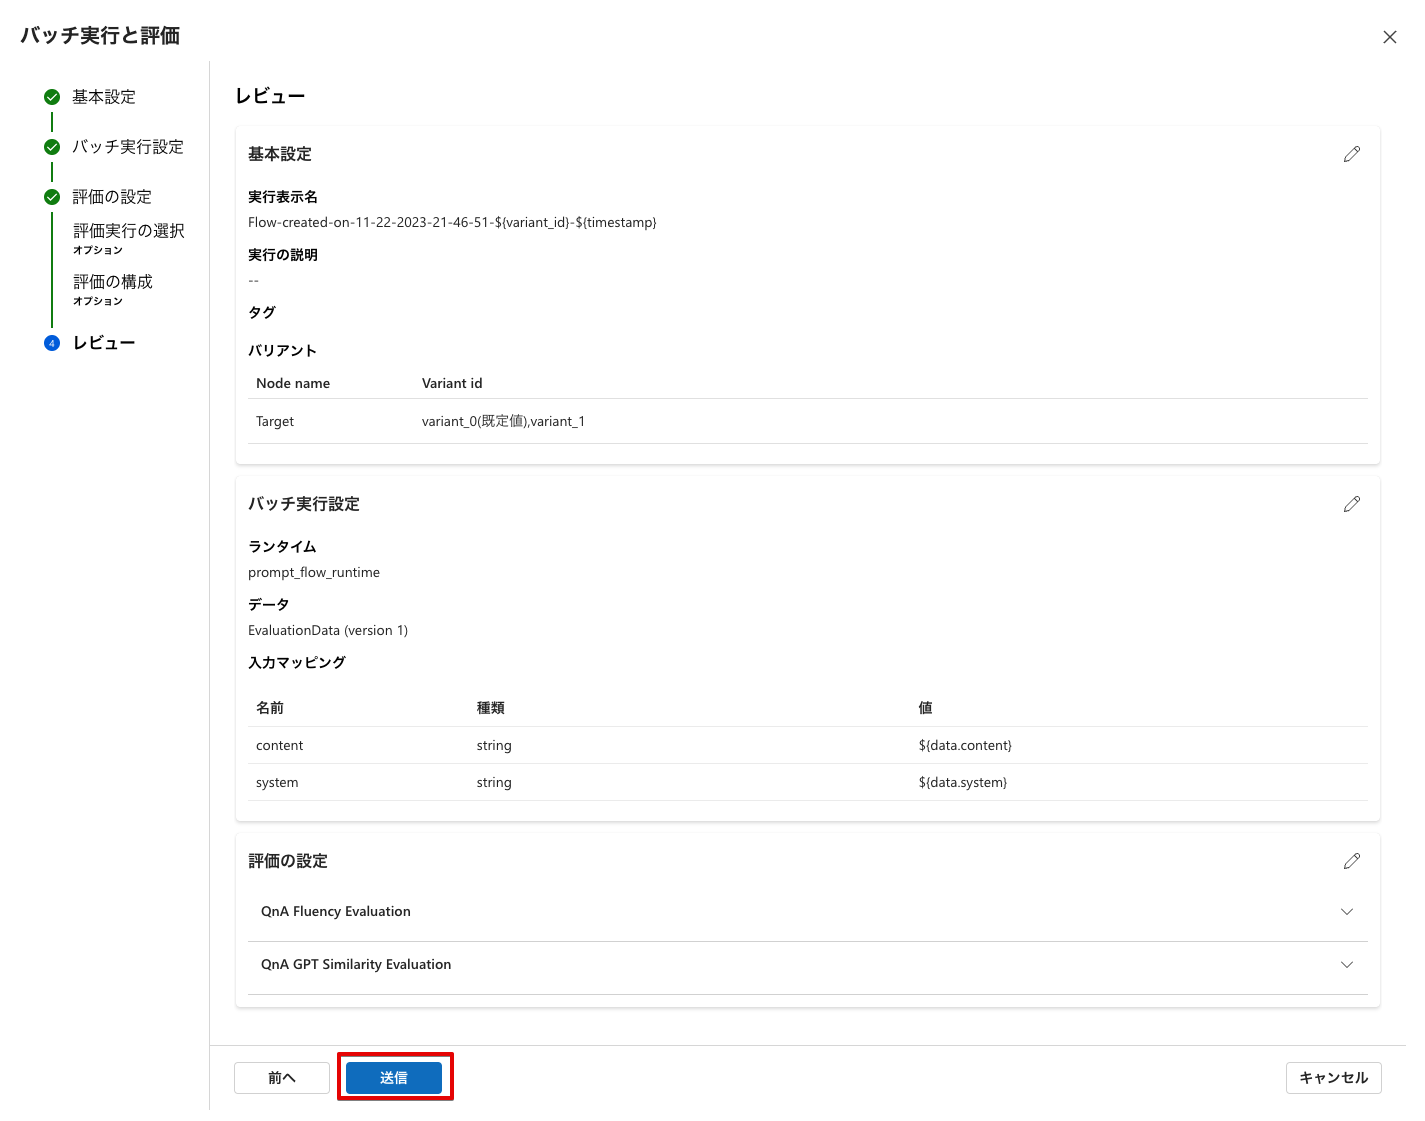 バッチ実行と評価
基本設定
バッチ実行設定
評価の設定
評価実行の選択
オプション
評価の構成
オプション
4 レビュー
レビュー
基本設定
実行表示名
Flow-created-on-11-22-2023-21-46-51-${variant_id}-${timestamp}
実行の説明
--
タグ
バリアント
Node name Variant id
Target variant_0(既定値),variant_1
バッチ実行設定
ランタイム
prompt_flow_runtime
データ
EvaluationData (version 1)
入力マッピング
名前 種類 値
content string ${data.content}
system string ${data.system}
評価の設定
QnA Fluency Evaluation
QnA GPT Similarity Evaluation
前へ 送信 キャンセル